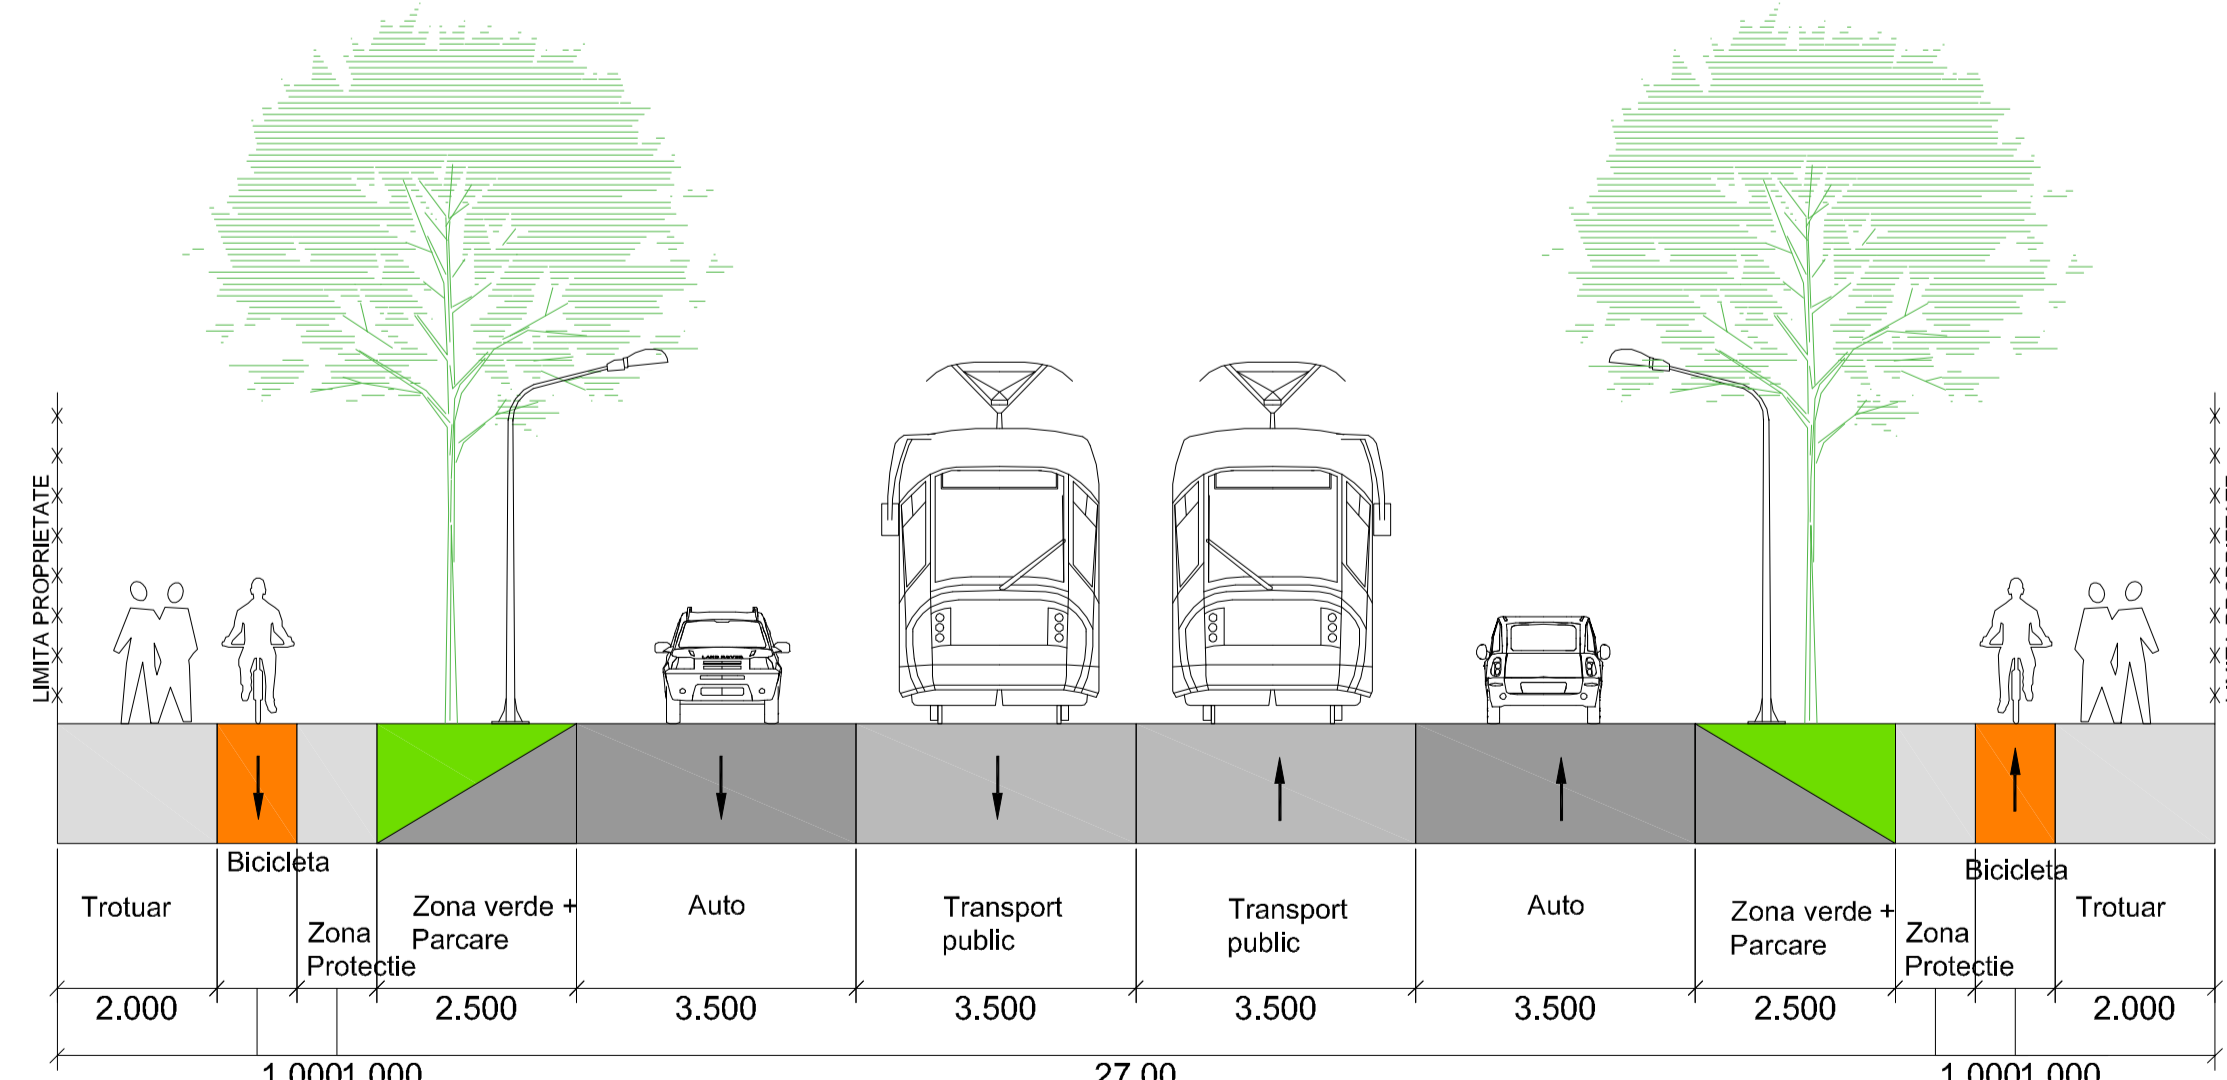 LIMITA PROPRIETATE
LAND ROVER
Bicicleta
Bicicleta
Trotuar
Zona verde +
Parcare
Auto
Transport
public
Transport
public
Auto
Zona verde +
Parcare
Trotuar
Zona
Protectie
Zona
Protectie
2.000
2.500
3.500
3.500
3.500
3.500
2.500
2.000
1.0001.000
27.00
1.0001.000